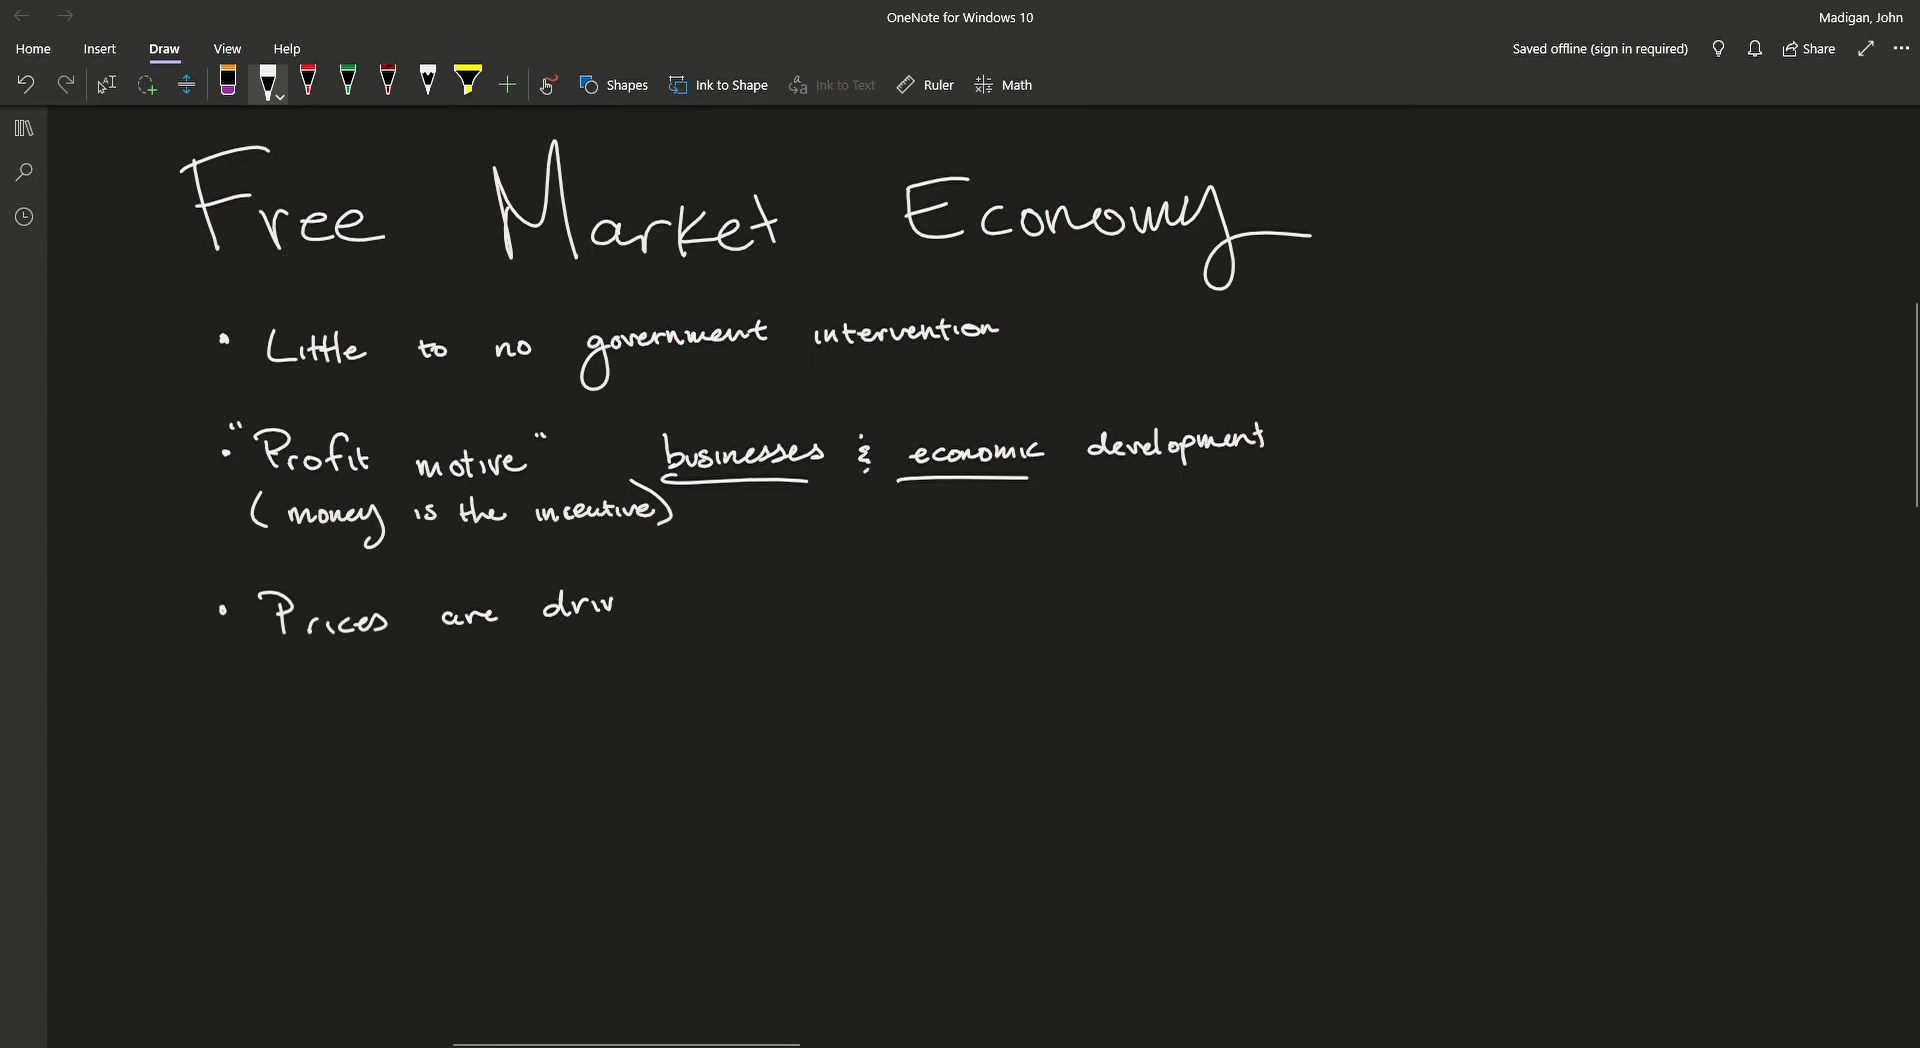 OneNote for Windows 10
Madigan, John
Home Insert Draw View Help
Saved offline (sign in required) Share
Shapes Ink to Shape Ink to Text Ruler Math
Free Market Economy
• Little to no government intervention
• "Profit motive" businesses & economic development
(money is the incentive)
• Prices are driv